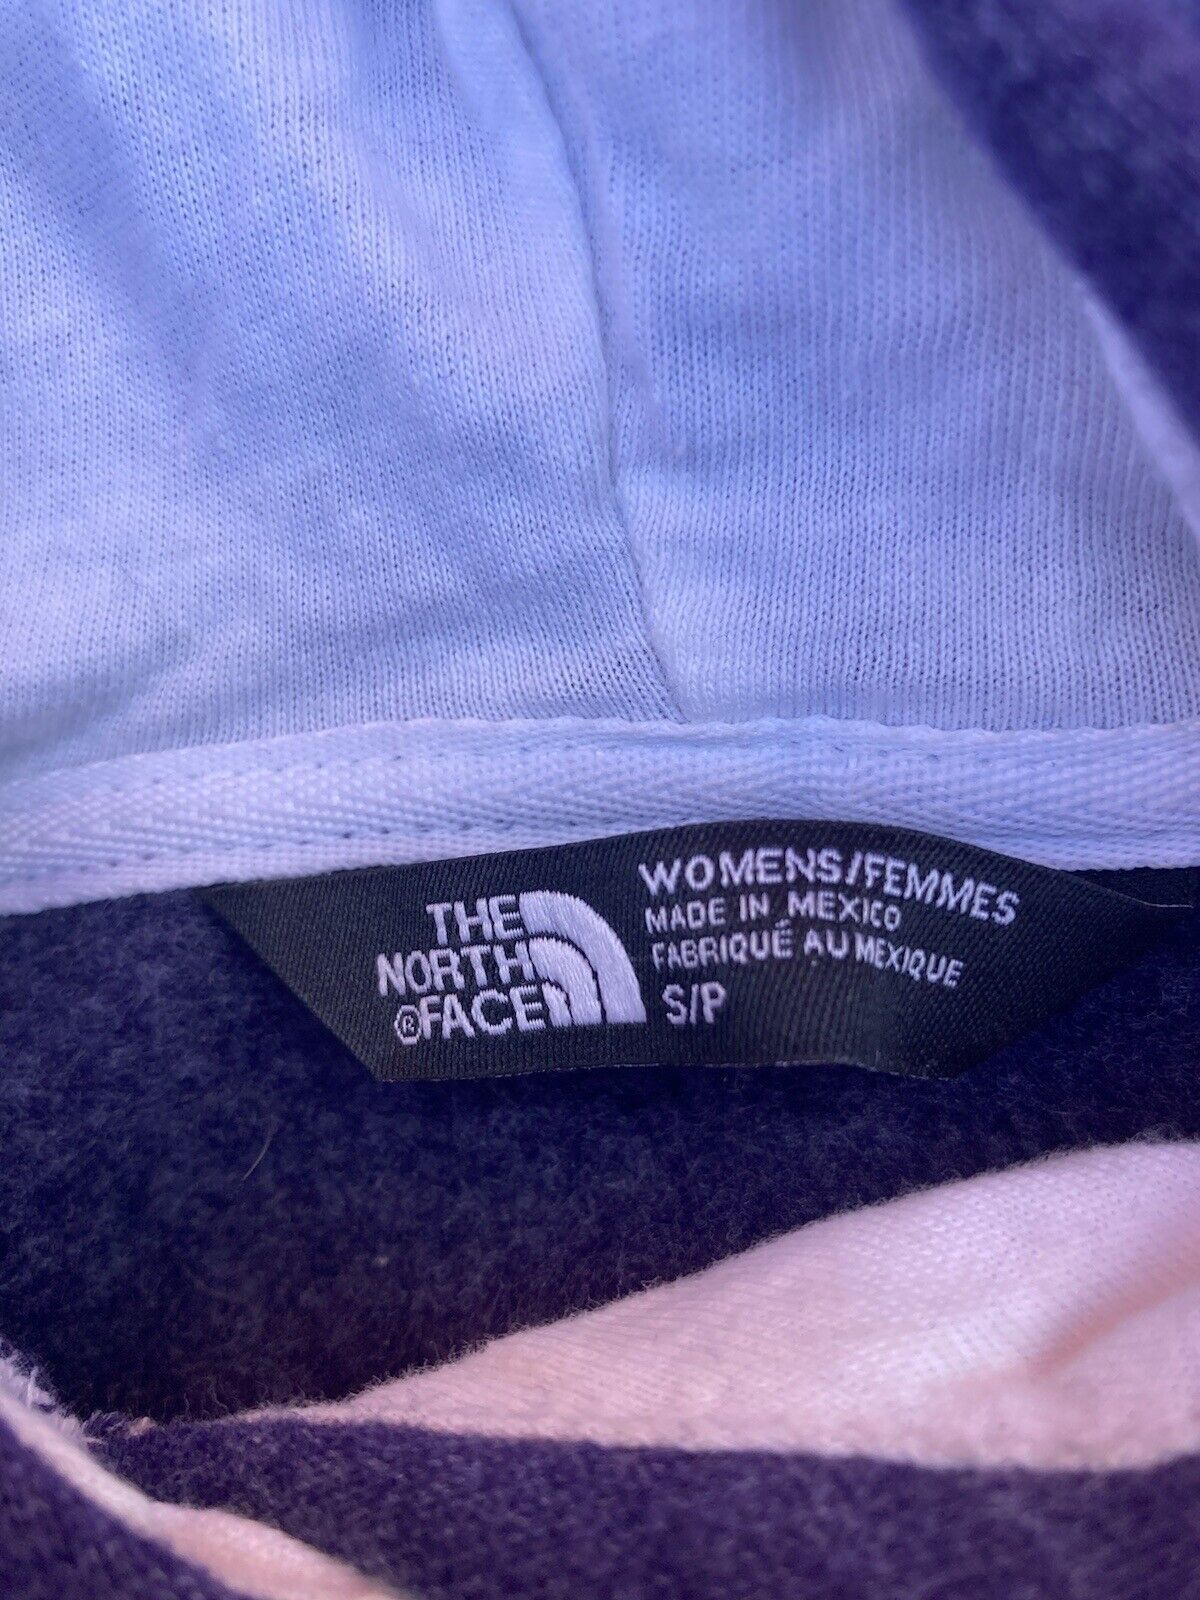 THE
NORTH
®FACE
WOMENS/FEMMES
MADE IN MEXICO
FABRIQUÉ AU MEXIQUE
S/P